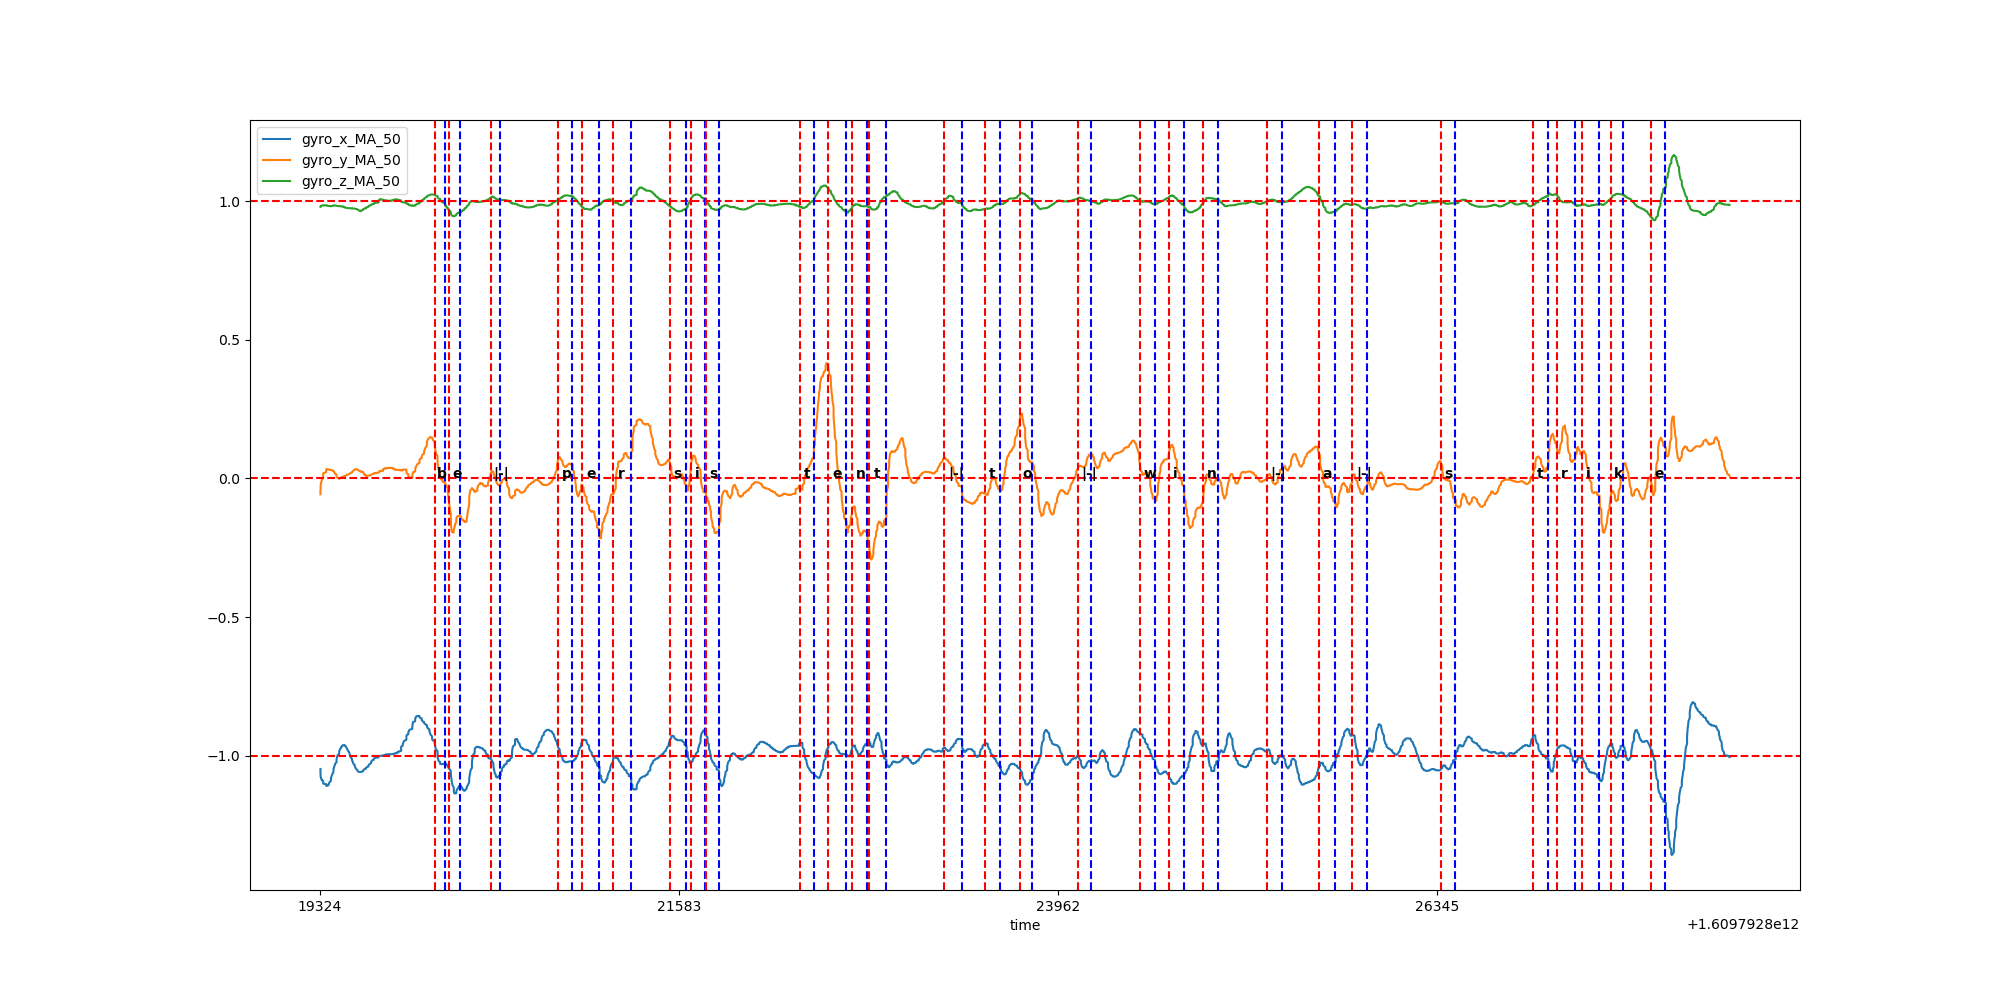 gyro_x_MA_50
gyro_y_MA_50
gyro_z_MA_50
1.0
0.5
0.0
−0.5
−1.0
b e |-| p e r s i s t e n t |-| t o |-| w i n |-| a |-| s t r i k e
19324 21583 23962 26345
time
+1.6097928e12